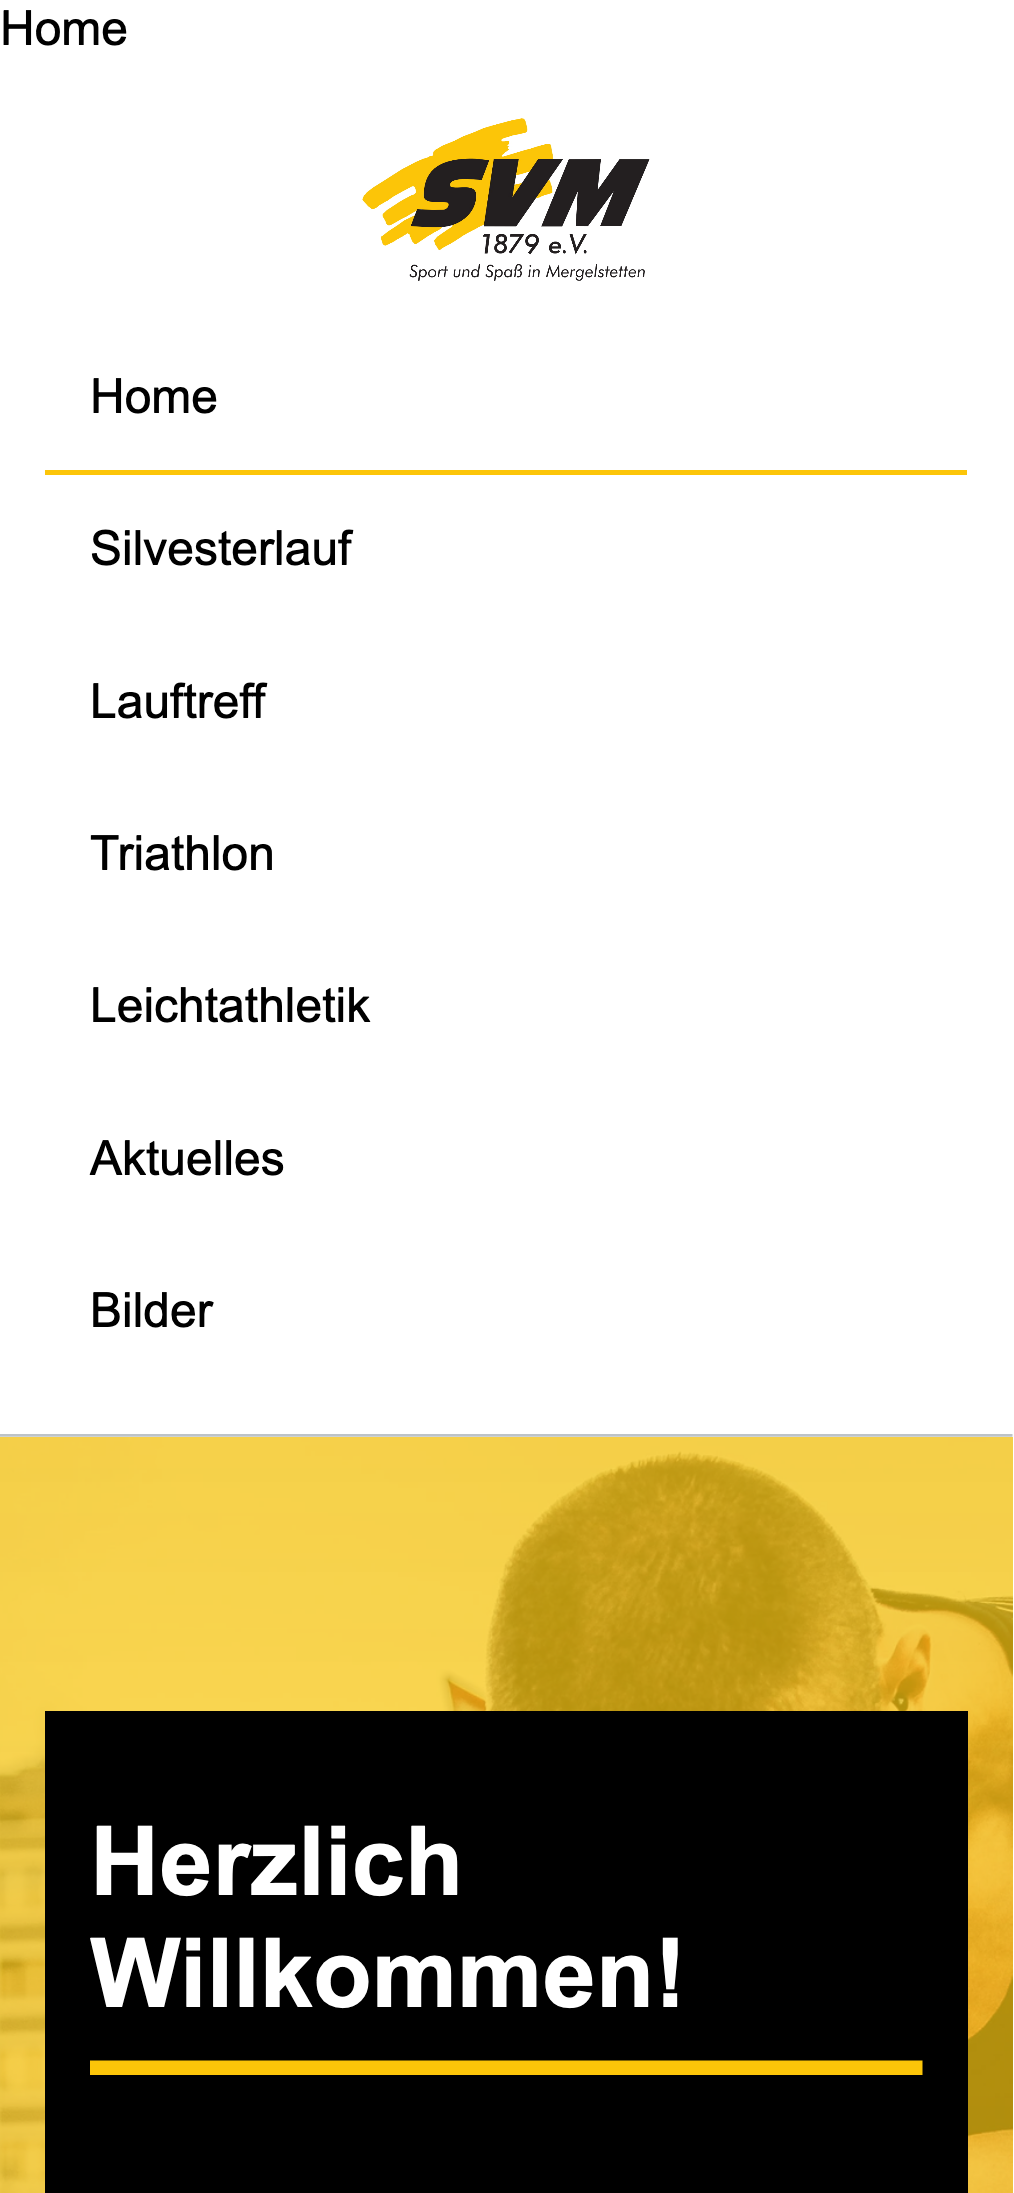 Home
SVM
1879 e.V.
Sport und Spaß in Mergelstetten
Home
Silvesterlauf
Lauftreff
Triathlon
Leichtathletik
Aktuelles
Bilder
Herzlich
Willkommen!